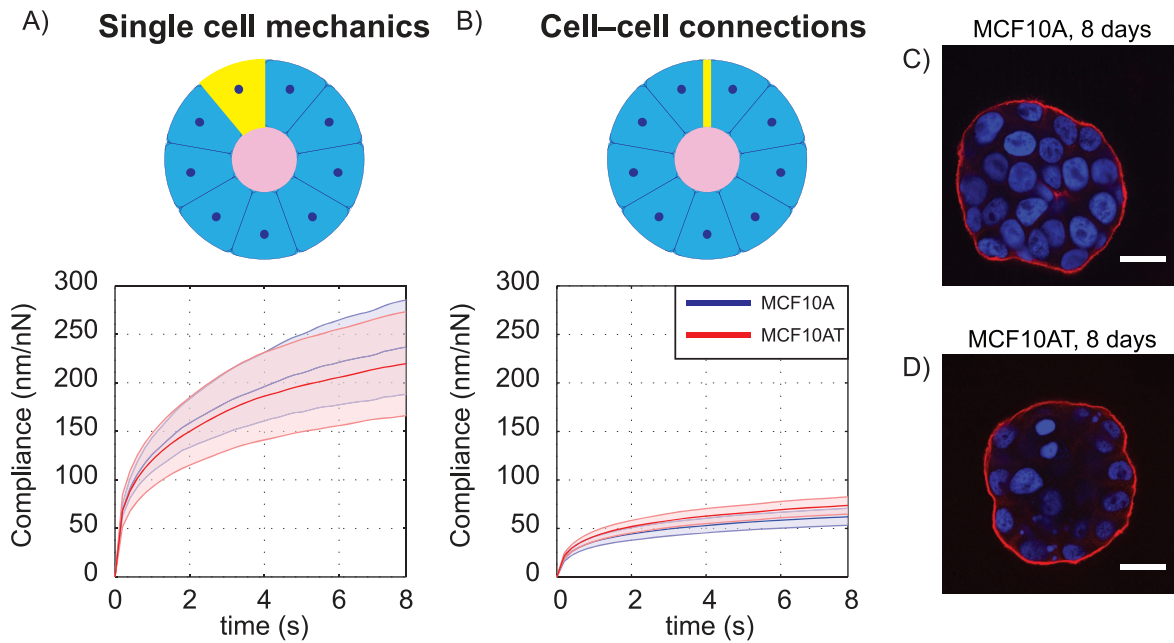 A) Single cell mechanics
B) Cell–cell connections
MCF10A, 8 days
C)
300
250
200
150
100
50
0
Compliance (nm/nN)
0 2 4 6 8
time (s)
300
250
200
150
100
50
0
Compliance (nm/nN)
MCF10A
MCF10AT
0 2 4 6 8
time (s)
MCF10AT, 8 days
D)